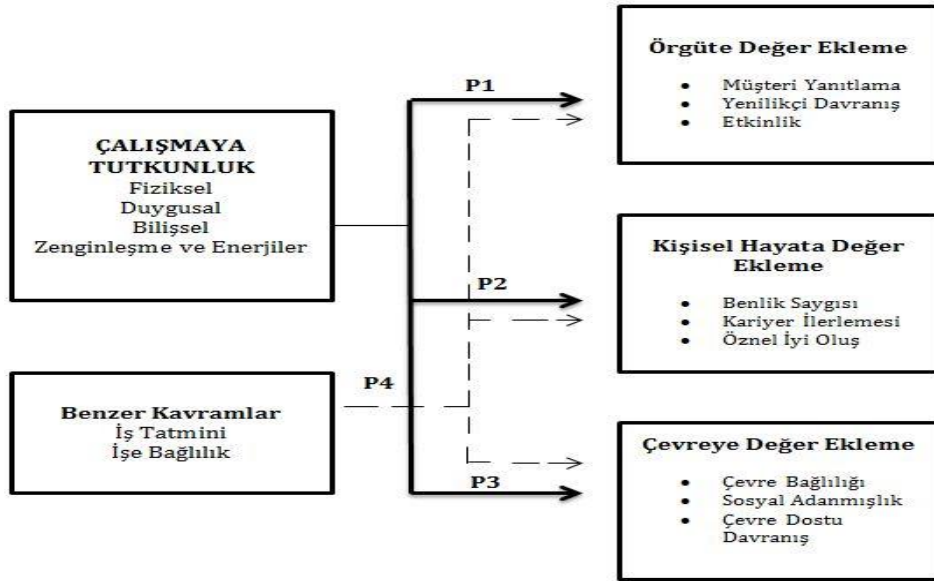 ÇALIŞMAYA
TUTKUNLUK
Fiziksel
Duygusal
Bilişsel
Zenginleşme ve Enerjiler
Benzer Kavramlar
İş Tatmini
İşe Bağlılık
P1
P2
P4
P3
Örgüte Değer Ekleme
• Müşteri Yanıtlama
• Yenilikçi Davranış
• Etkinlik
Kişisel Hayata Değer
Ekleme
• Benlik Saygısı
• Kariyer İlerlemesi
• Öznel İyi Oluş
Çevreye Değer Ekleme
• Çevre Bağlılığı
• Sosyal Adanmışlık
• Çevre Dostu
Davranış